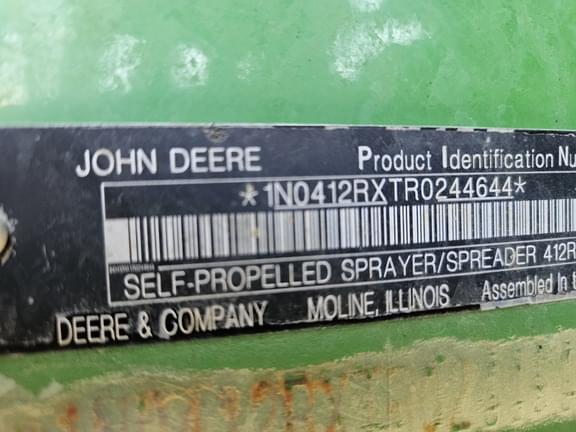 JOHN DEERE Product Identification Nu
*1N0412RXTR0244644*
SELF-PROPELLED SPRAYER/SPREADER 412R
DEERE & COMPANY MOLINE, ILLINOIS Assembled In